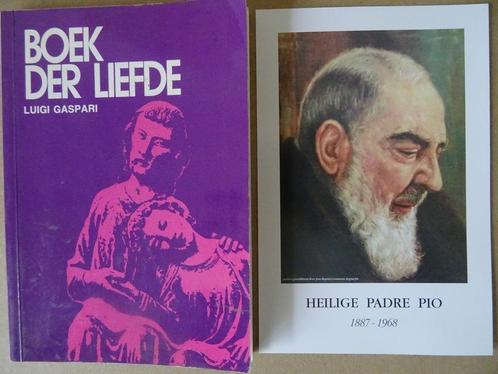 BOEK
DER LIEFDE
LUIGI GASPARI
HEILIGE PADRE PIO
1887 - 1968